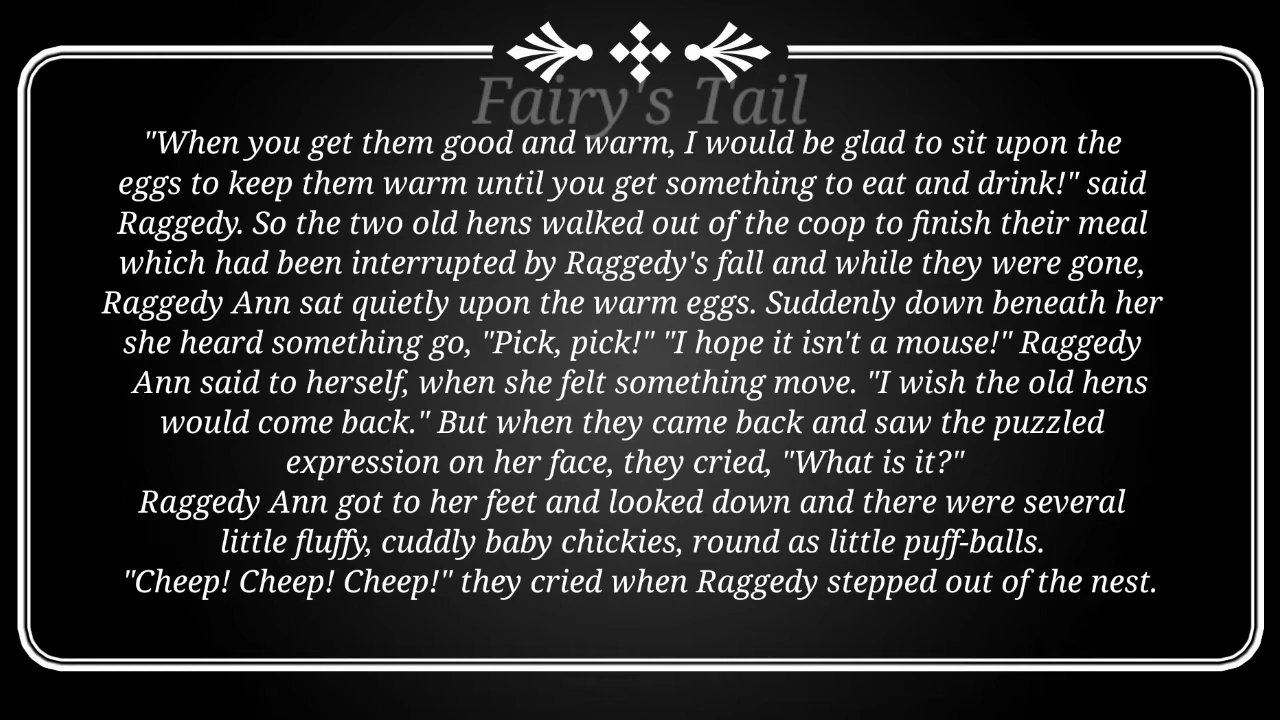 Fairy's Tail
"When you get them good and warm, I would be glad to sit upon the
eggs to keep them warm until you get something to eat and drink!" said
Raggedy. So the two old hens walked out of the coop to finish their meal
which had been interrupted by Raggedy's fall and while they were gone,
Raggedy Ann sat quietly upon the warm eggs. Suddenly down beneath her
she heard something go, "Pick, pick!" "I hope it isn't a mouse!" Raggedy
Ann said to herself, when she felt something move. "I wish the old hens
would come back." But when they came back and saw the puzzled
expression on her face, they cried, "What is it?"
Raggedy Ann got to her feet and looked down and there were several
little fluffy, cuddly baby chickies, round as little puff-balls.
"Cheep! Cheep! Cheep!" they cried when Raggedy stepped out of the nest.